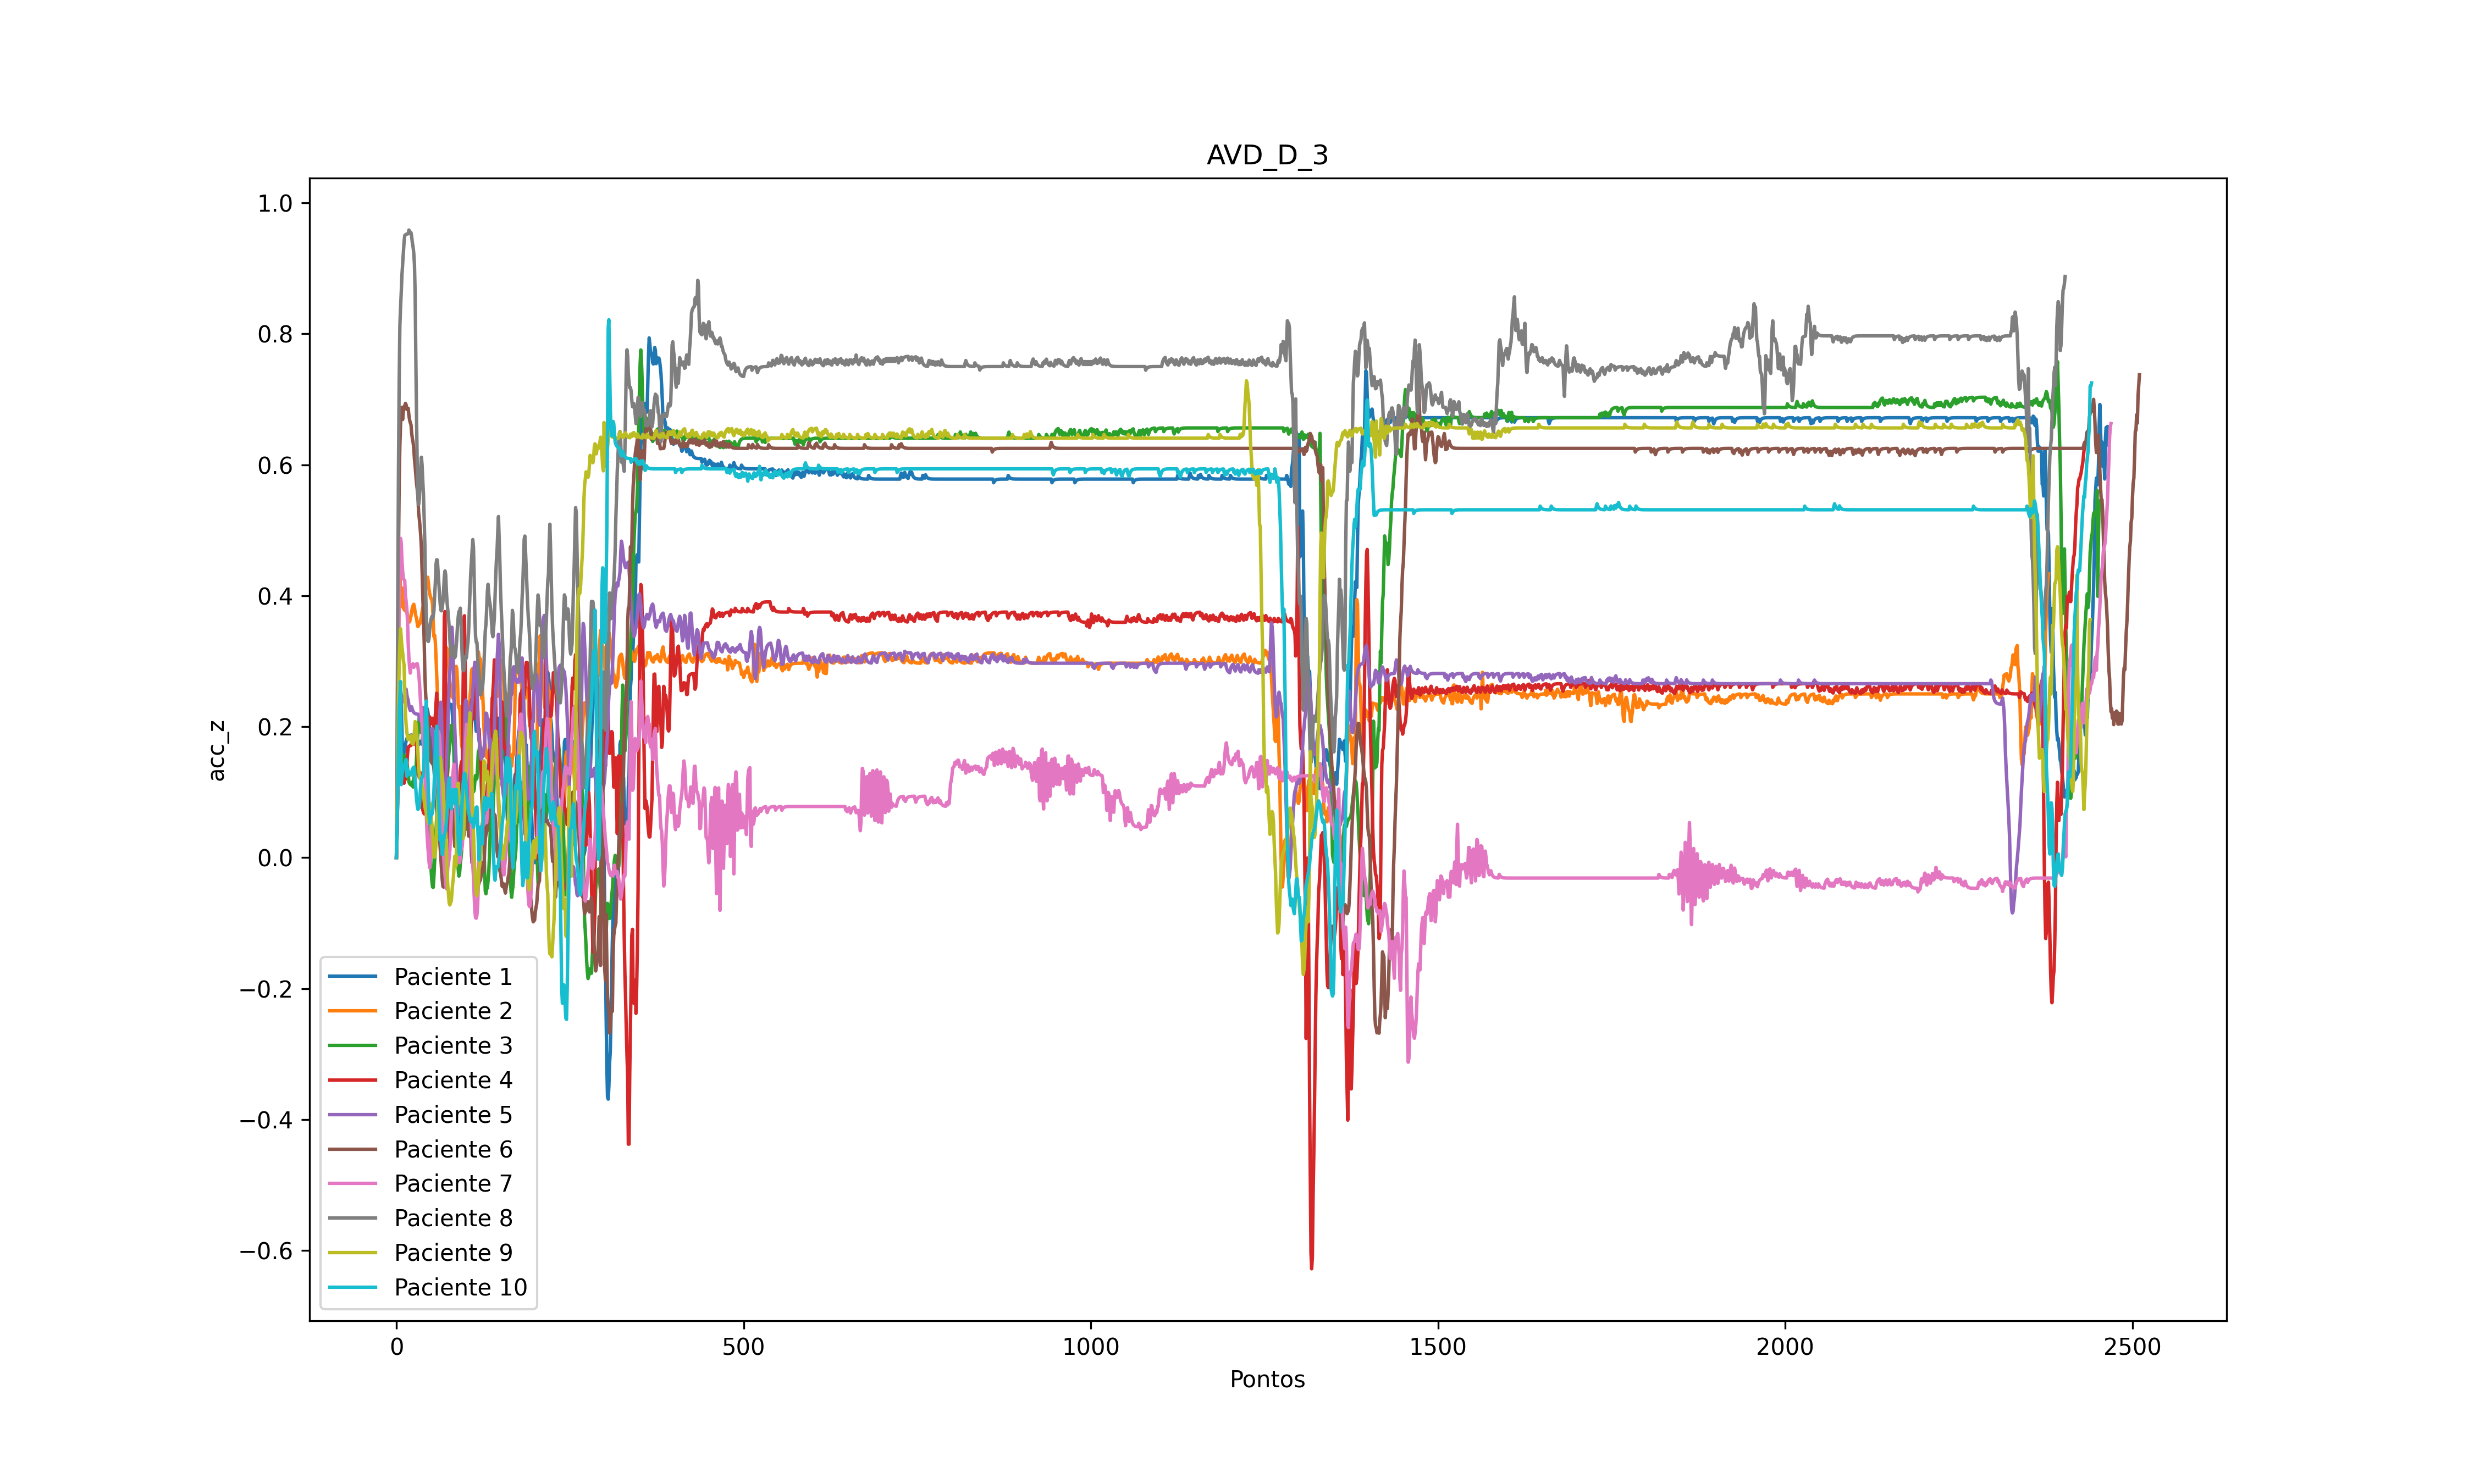 AVD_D_3
1.0
0.8
0.6
0.4
0.2
0.0
−0.2
−0.4
−0.6
acc_z
0 500 1000 1500 2000 2500
Pontos
Paciente 1
Paciente 2
Paciente 3
Paciente 4
Paciente 5
Paciente 6
Paciente 7
Paciente 8
Paciente 9
Paciente 10